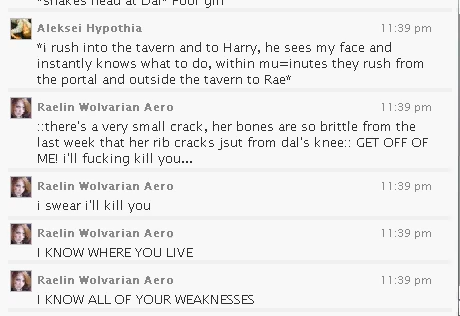 *shakes head at Dal* Poor girl
Aleksei Hypothia 11:39 pm
*i rush into the tavern and to Harry, he sees my face and
instantly knows what to do, within mu=inutes they rush from
the portal and outside the tavern to Rae*
Raelin Wolvarian Aero 11:39 pm
::there's a very small crack, her bones are so brittle from the
last week that her rib cracks jsut from dal's knee:: GET OFF OF
ME! i'll fucking kill you...
Raelin Wolvarian Aero 11:39 pm
i swear i'll kill you
Raelin Wolvarian Aero 11:39 pm
I KNOW WHERE YOU LIVE
Raelin Wolvarian Aero 11:39 pm
I KNOW ALL OF YOUR WEAKNESSES